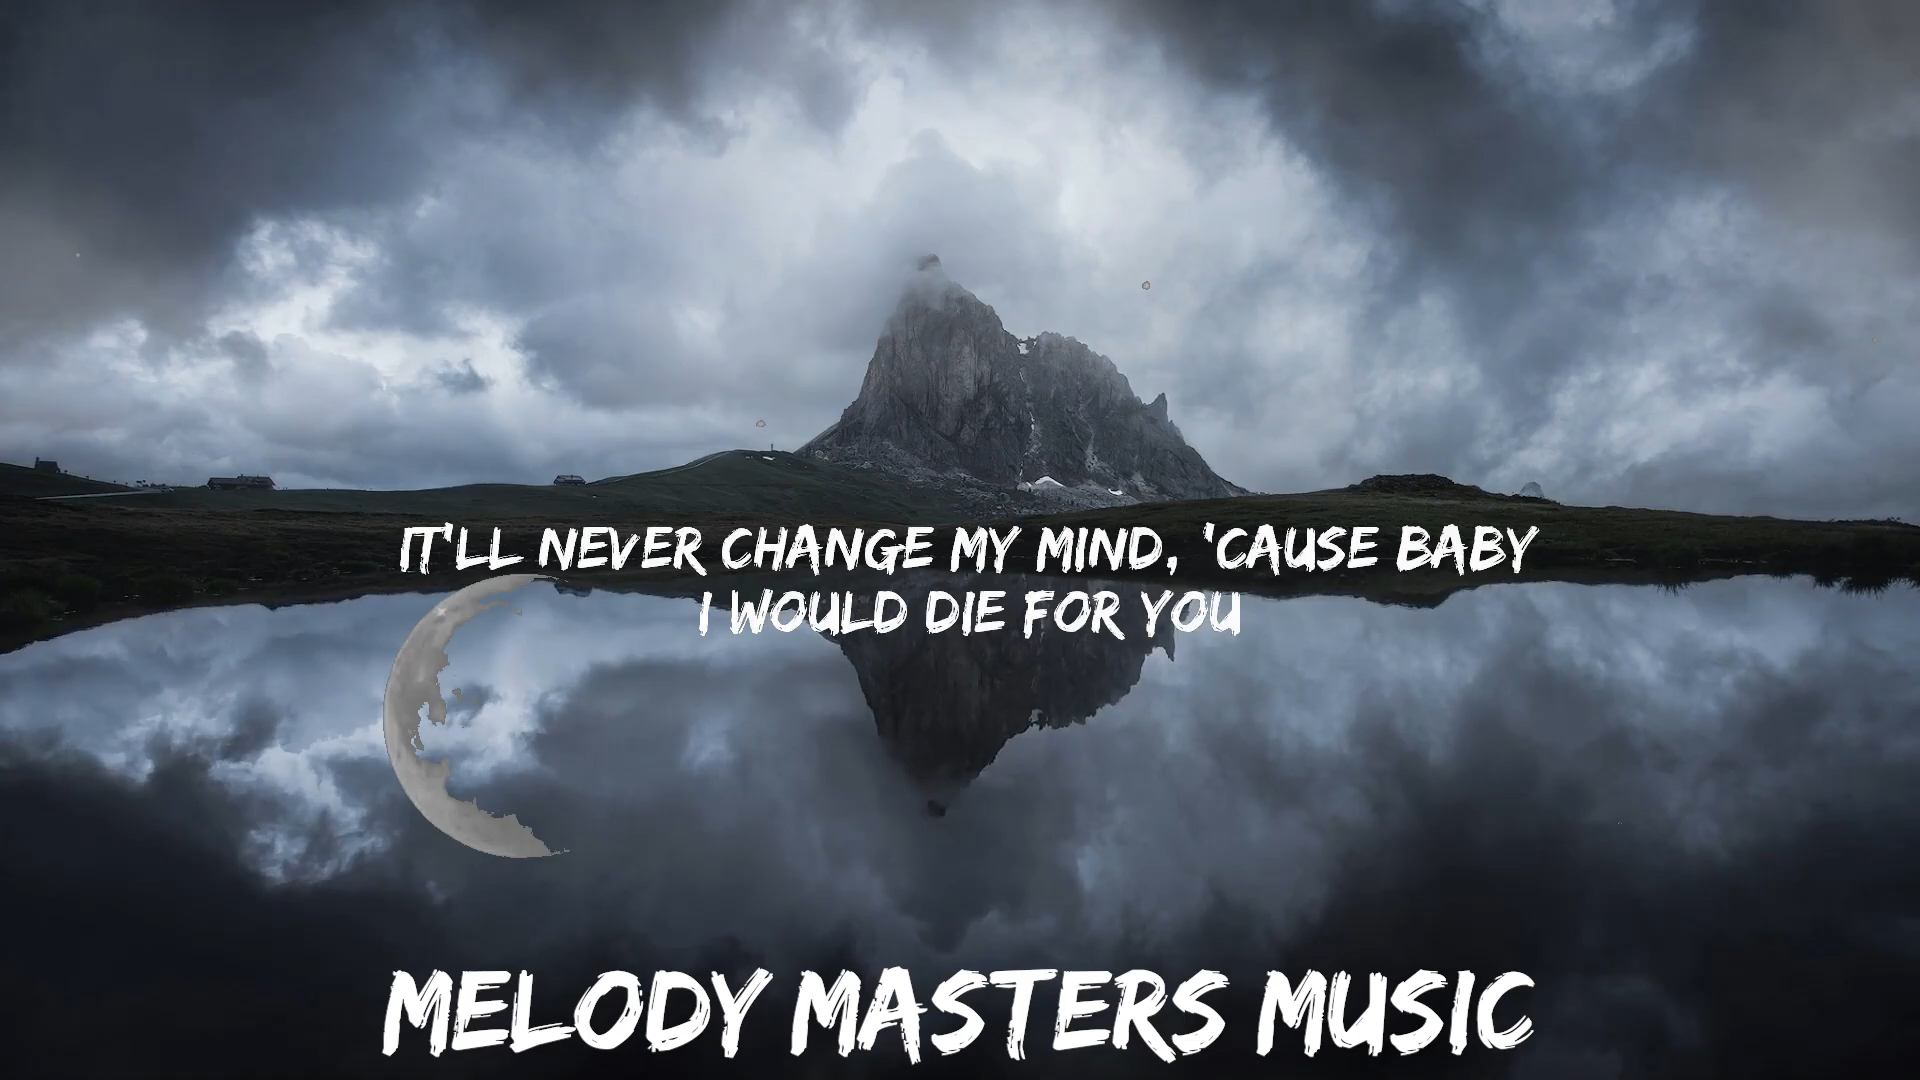 IT'LL NEVER CHANGE MY MIND, 'CAUSE BABY
I WOULD DIE FOR YOU
MELODY MASTERS MUSIC